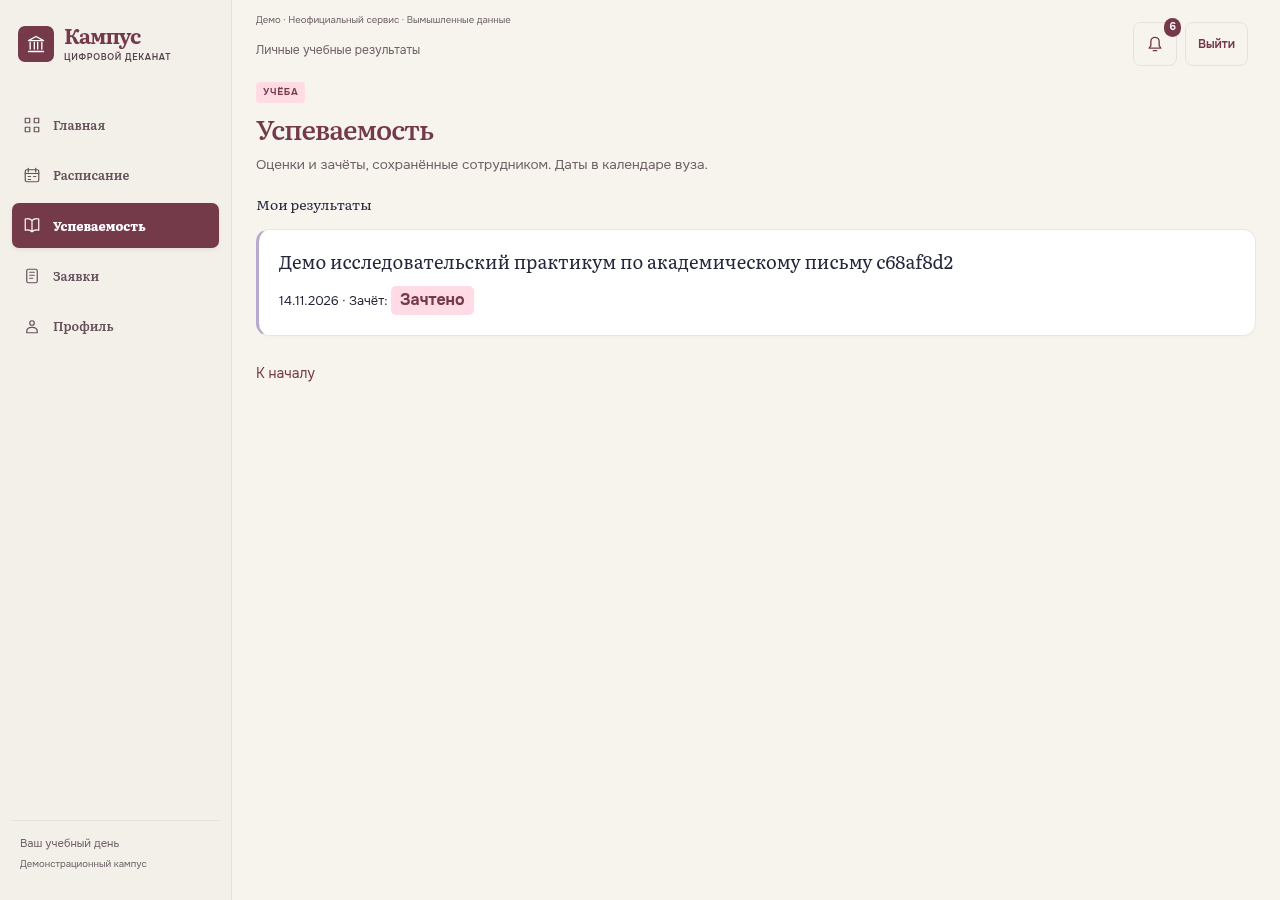 Кампус
ЦИФРОВОЙ ДЕКАНАТ
Главная
Расписание
Успеваемость
Заявки
Профиль
Ваш учебный день
Демонстрационный кампус
Демо · Неофициальный сервис · Вымышленные данные
Личные учебные результаты
6
Выйти
УЧЁБА
Успеваемость
Оценки и зачёты, сохранённые сотрудником. Даты в календаре вуза.
Мои результаты
Демо исследовательский практикум по академическому письму c68af8d2
14.11.2026 · Зачёт: Зачтено
К началу